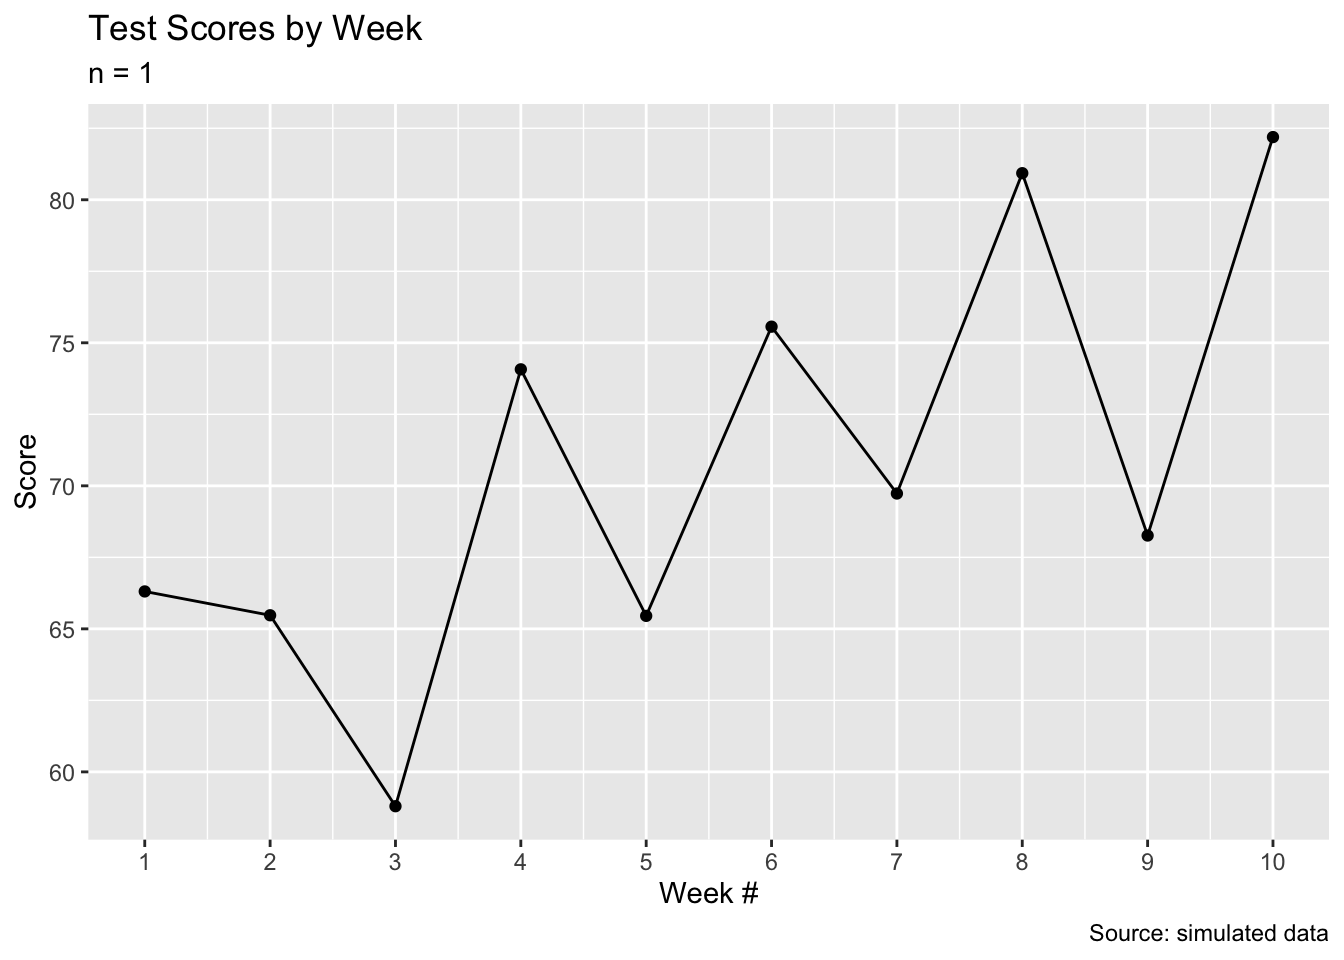 Test Scores by Week
n = 1
80
75
70
65
60
Score
1 2 3 4 5 6 7 8 9 10
Week #
Source: simulated data